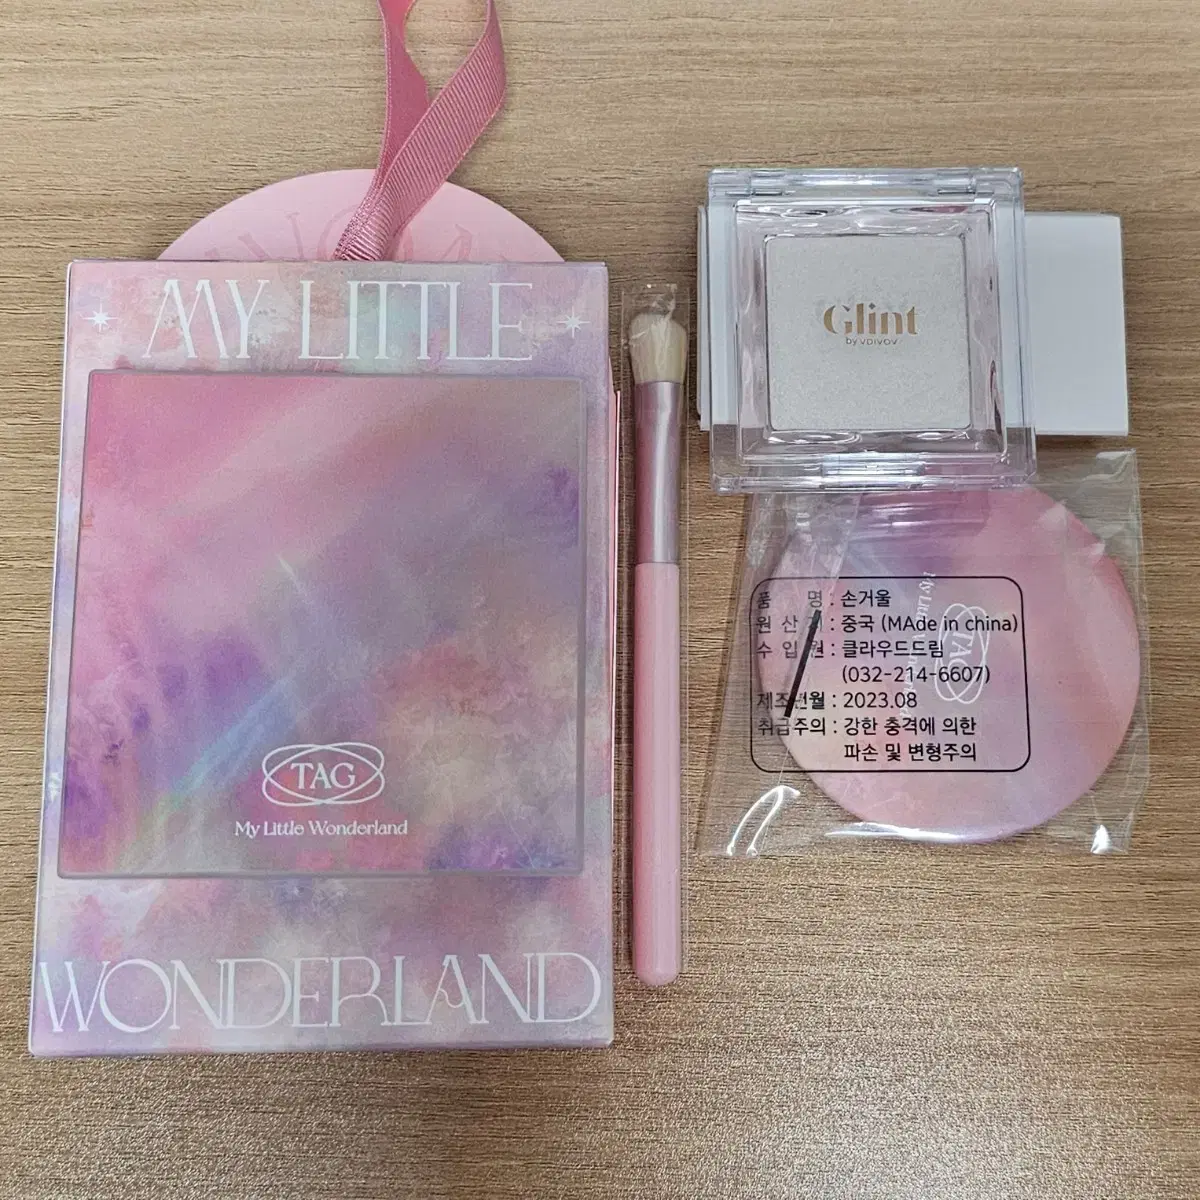 MY LITTLE
TAG
My Little Wonderland
WONDERLAND
Glint
by VDIVOV
품 명 : 손거울
원 산 지 : 중국 (MAde in china)
수 입 원 : 클라우드드림
(032-214-6607)
제조년월 : 2023.08
취급주의 : 강한 충격에 의한
파손 및 변형주의
TAG